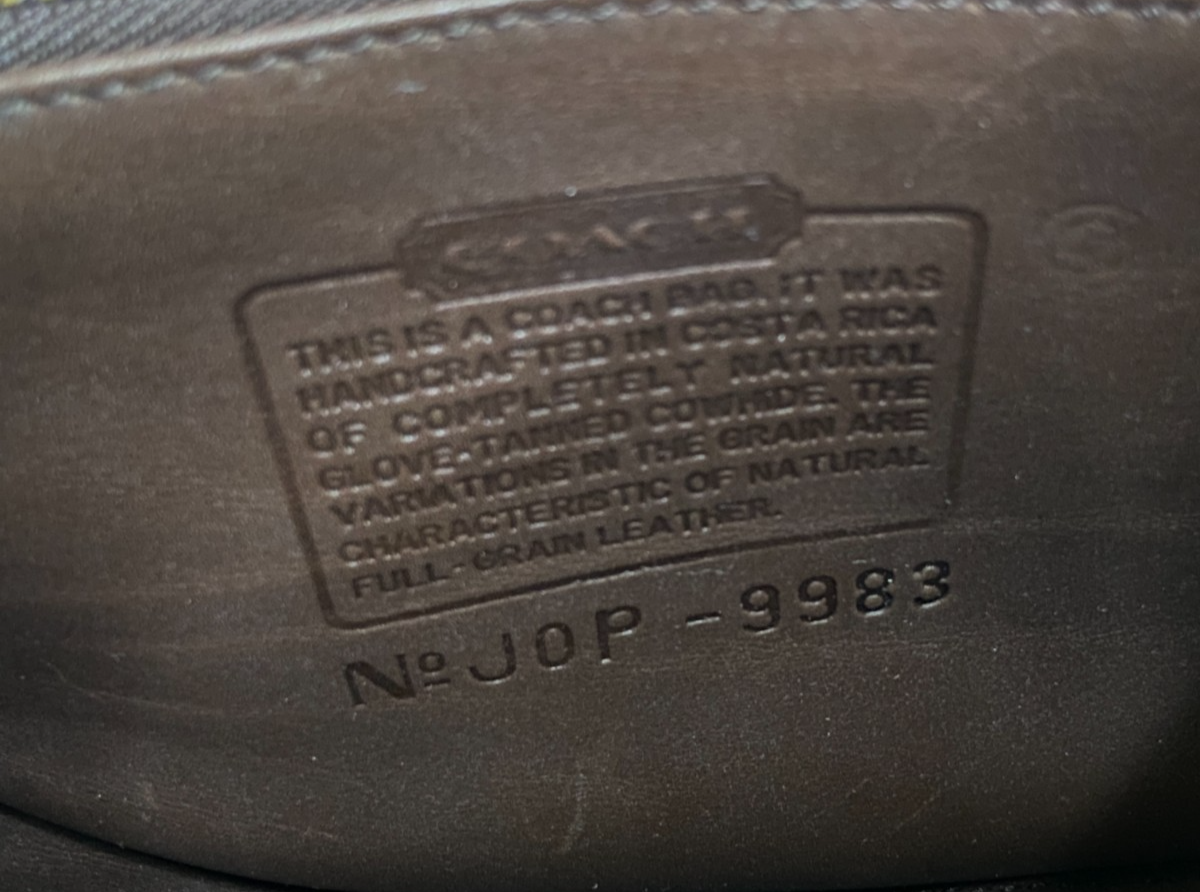 COACH
THIS IS A COACH BAG. IT WAS
HANDCRAFTED IN COSTA RICA
OF COMPLETELY NATURAL
GLOVE-TANNED COWHIDE. THE
VARIATIONS IN THE GRAIN ARE
CHARACTERISTIC OF NATURAL
FULL-GRAIN LEATHER.
Nº J0P-9983